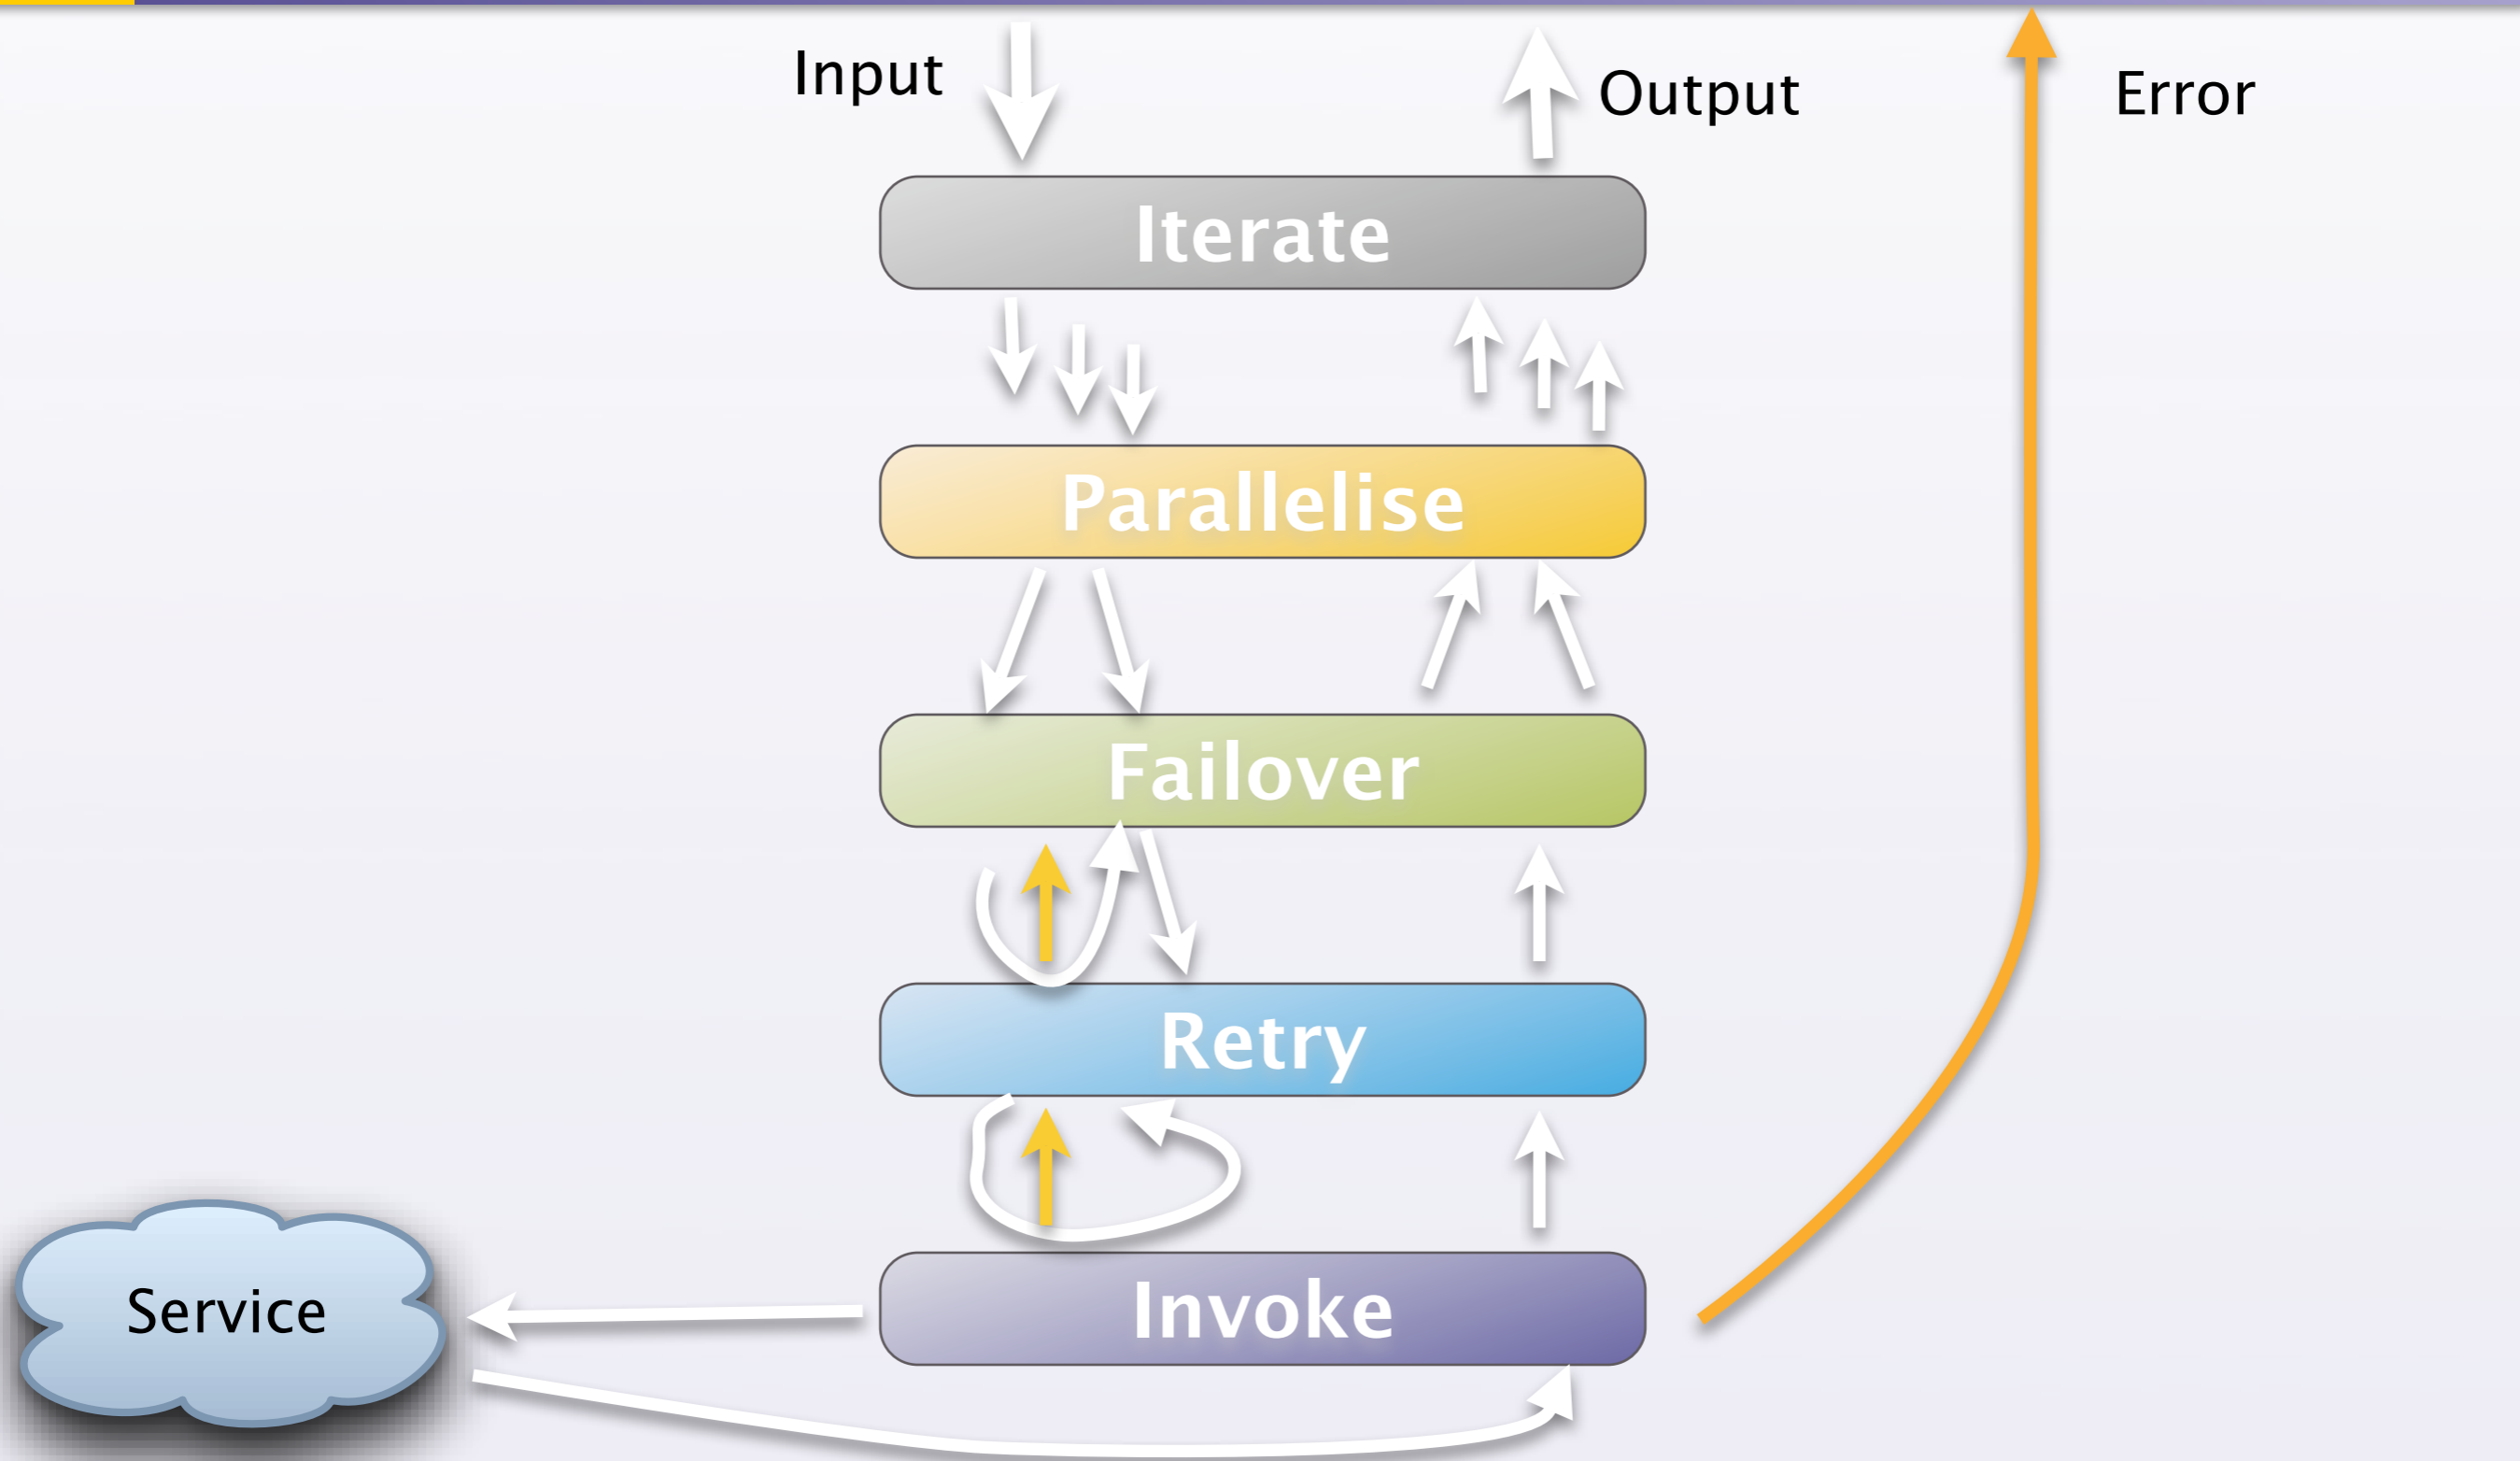 Input
Output
Error
Iterate
Parallelise
Failover
Retry
Invoke
Service